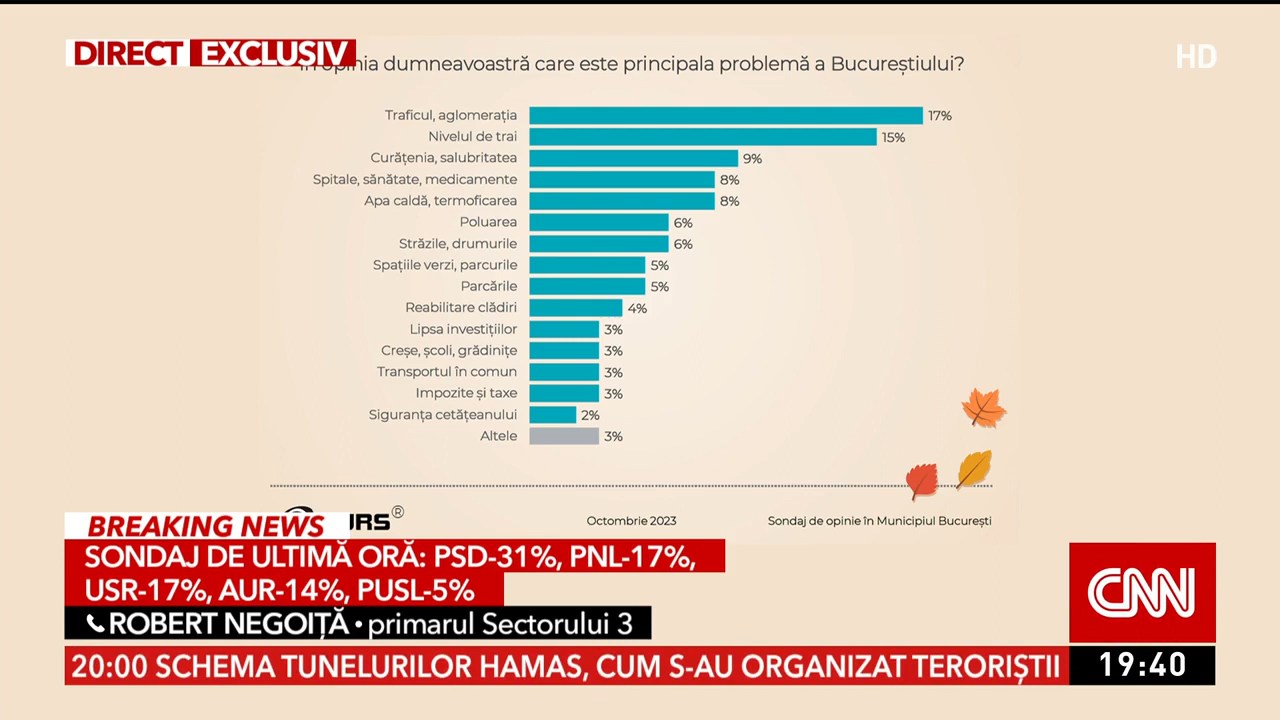 DIRECT EXCLUSIV
HD
opinia dumneavoastră care este principala problemă a Bucureștiului?
Traficul, aglomerația 17%
Nivelul de trai 15%
Curățenia, salubritatea 9%
Spitale, sănătate, medicamente 8%
Apa caldă, termoficarea 8%
Poluarea 6%
Străzile, drumurile 6%
Spațiile verzi, parcurile 5%
Parcările 5%
Reabilitare clădiri 4%
Lipsa investițiilor 3%
Creșe, școli, grădinițe 3%
Transportul în comun 3%
Impozite și taxe 3%
Siguranța cetățeanului 2%
Altele 3%
Octombrie 2023
Sondaj de opinie în Municipiul București
BREAKING NEWS
SONDAJ DE ULTIMĂ ORĂ: PSD-31%, PNL-17%,
USR-17%, AUR-14%, PUSL-5%
ROBERT NEGOIȚĂ • primarul Sectorului 3
CNN
20:00 SCHEMA TUNELURILOR HAMAS, CUM S-AU ORGANIZAT TERORIȘTII
19:40